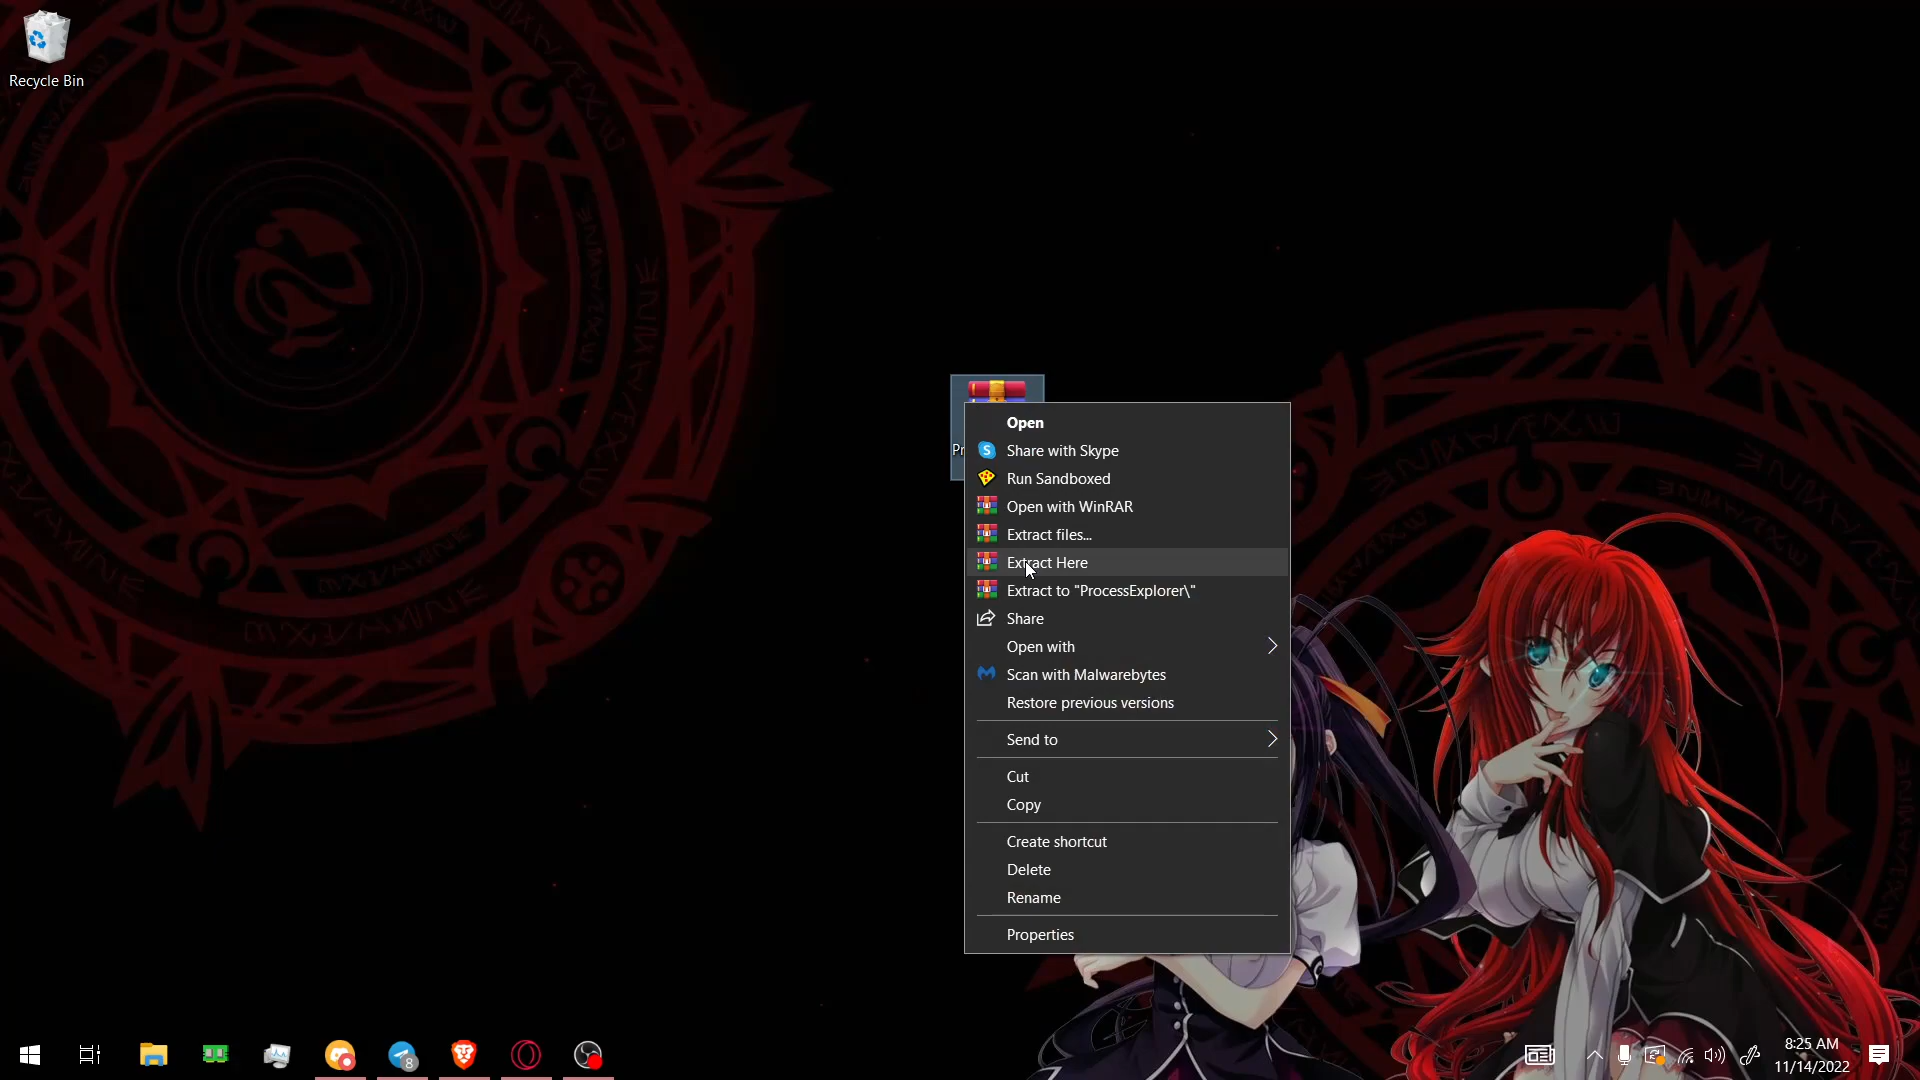 Recycle Bin
Pr
Open
Share with Skype
Run Sandboxed
Open with WinRAR
Extract files...
Extract Here
Extract to "ProcessExplorer\"
Share
Open with
Scan with Malwarebytes
Restore previous versions
Send to
Cut
Copy
Create shortcut
Delete
Rename
Properties
8
8:25 AM
11/14/2022